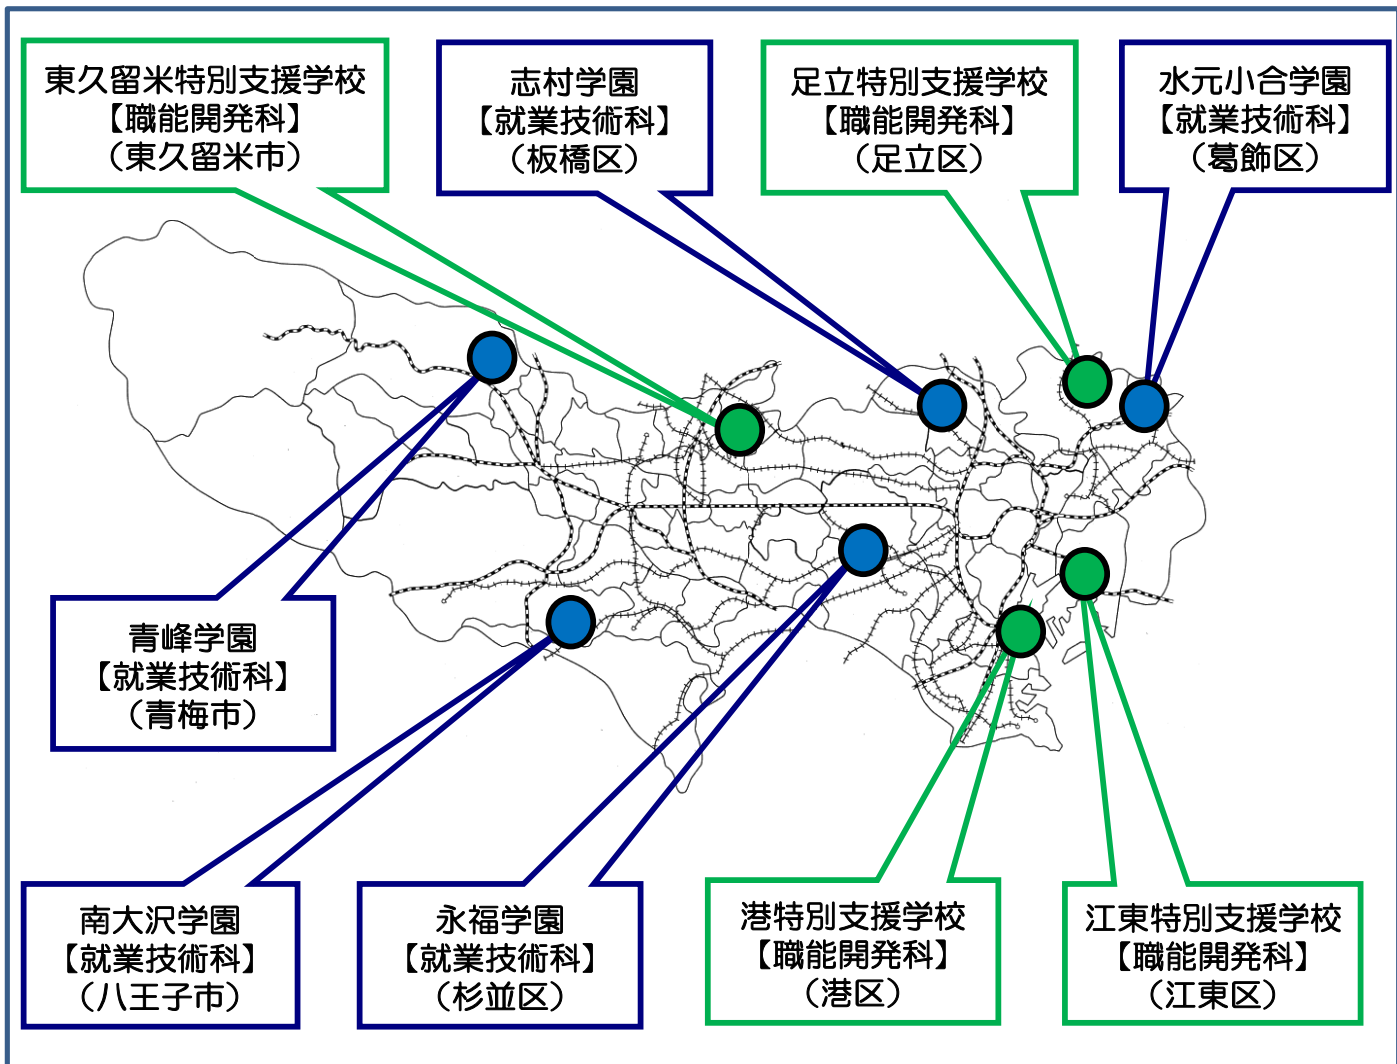 東久留米特別支援学校
【職能開発科】
（東久留米市）
志村学園
【就業技術科】
（板橋区）
足立特別支援学校
【職能開発科】
（足立区）
水元小合学園
【就業技術科】
（葛飾区）
青峰学園
【就業技術科】
（青梅市）
南大沢学園
【就業技術科】
（八王子市）
永福学園
【就業技術科】
（杉並区）
港特別支援学校
【職能開発科】
（港区）
江東特別支援学校
【職能開発科】
（江東区）